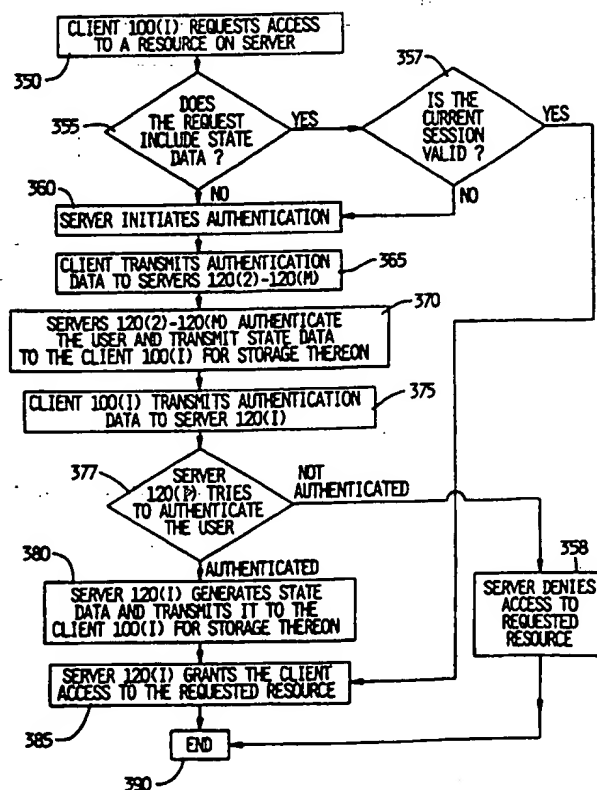 CLIENT 100(I) REQUESTS ACCESS
TO A RESOURCE ON SERVER
350
DOES
THE REQUEST
INCLUDE STATE
DATA ?
355
YES
NO
357
IS THE
CURRENT
SESSION
VALID ?
YES
NO
360
SERVER INITIATES AUTHENTICATION
CLIENT TRANSMITS AUTHENTICATION
DATA TO SERVERS 120(2)-120(M)
365
370
SERVERS 120(2)-120(M) AUTHENTICATE
THE USER AND TRANSMIT STATE DATA
TO THE CLIENT 100(I) FOR STORAGE THEREON
CLIENT 100(I) TRANSMITS AUTHENTICATION
DATA TO SERVER 120(I)
375
377
SERVER
120(I) TRIES
TO AUTHENTICATE
THE USER
NOT
AUTHENTICATED
AUTHENTICATED
380
SERVER 120(I) GENERATES STATE
DATA AND TRANSMITS IT TO THE
CLIENT 100(I) FOR STORAGE THEREON
358
SERVER DENIES
ACCESS TO
REQUESTED
RESOURCE
SERVER 120(I) GRANTS THE CLIENT
ACCESS TO THE REQUESTED RESOURCE
385
END
390